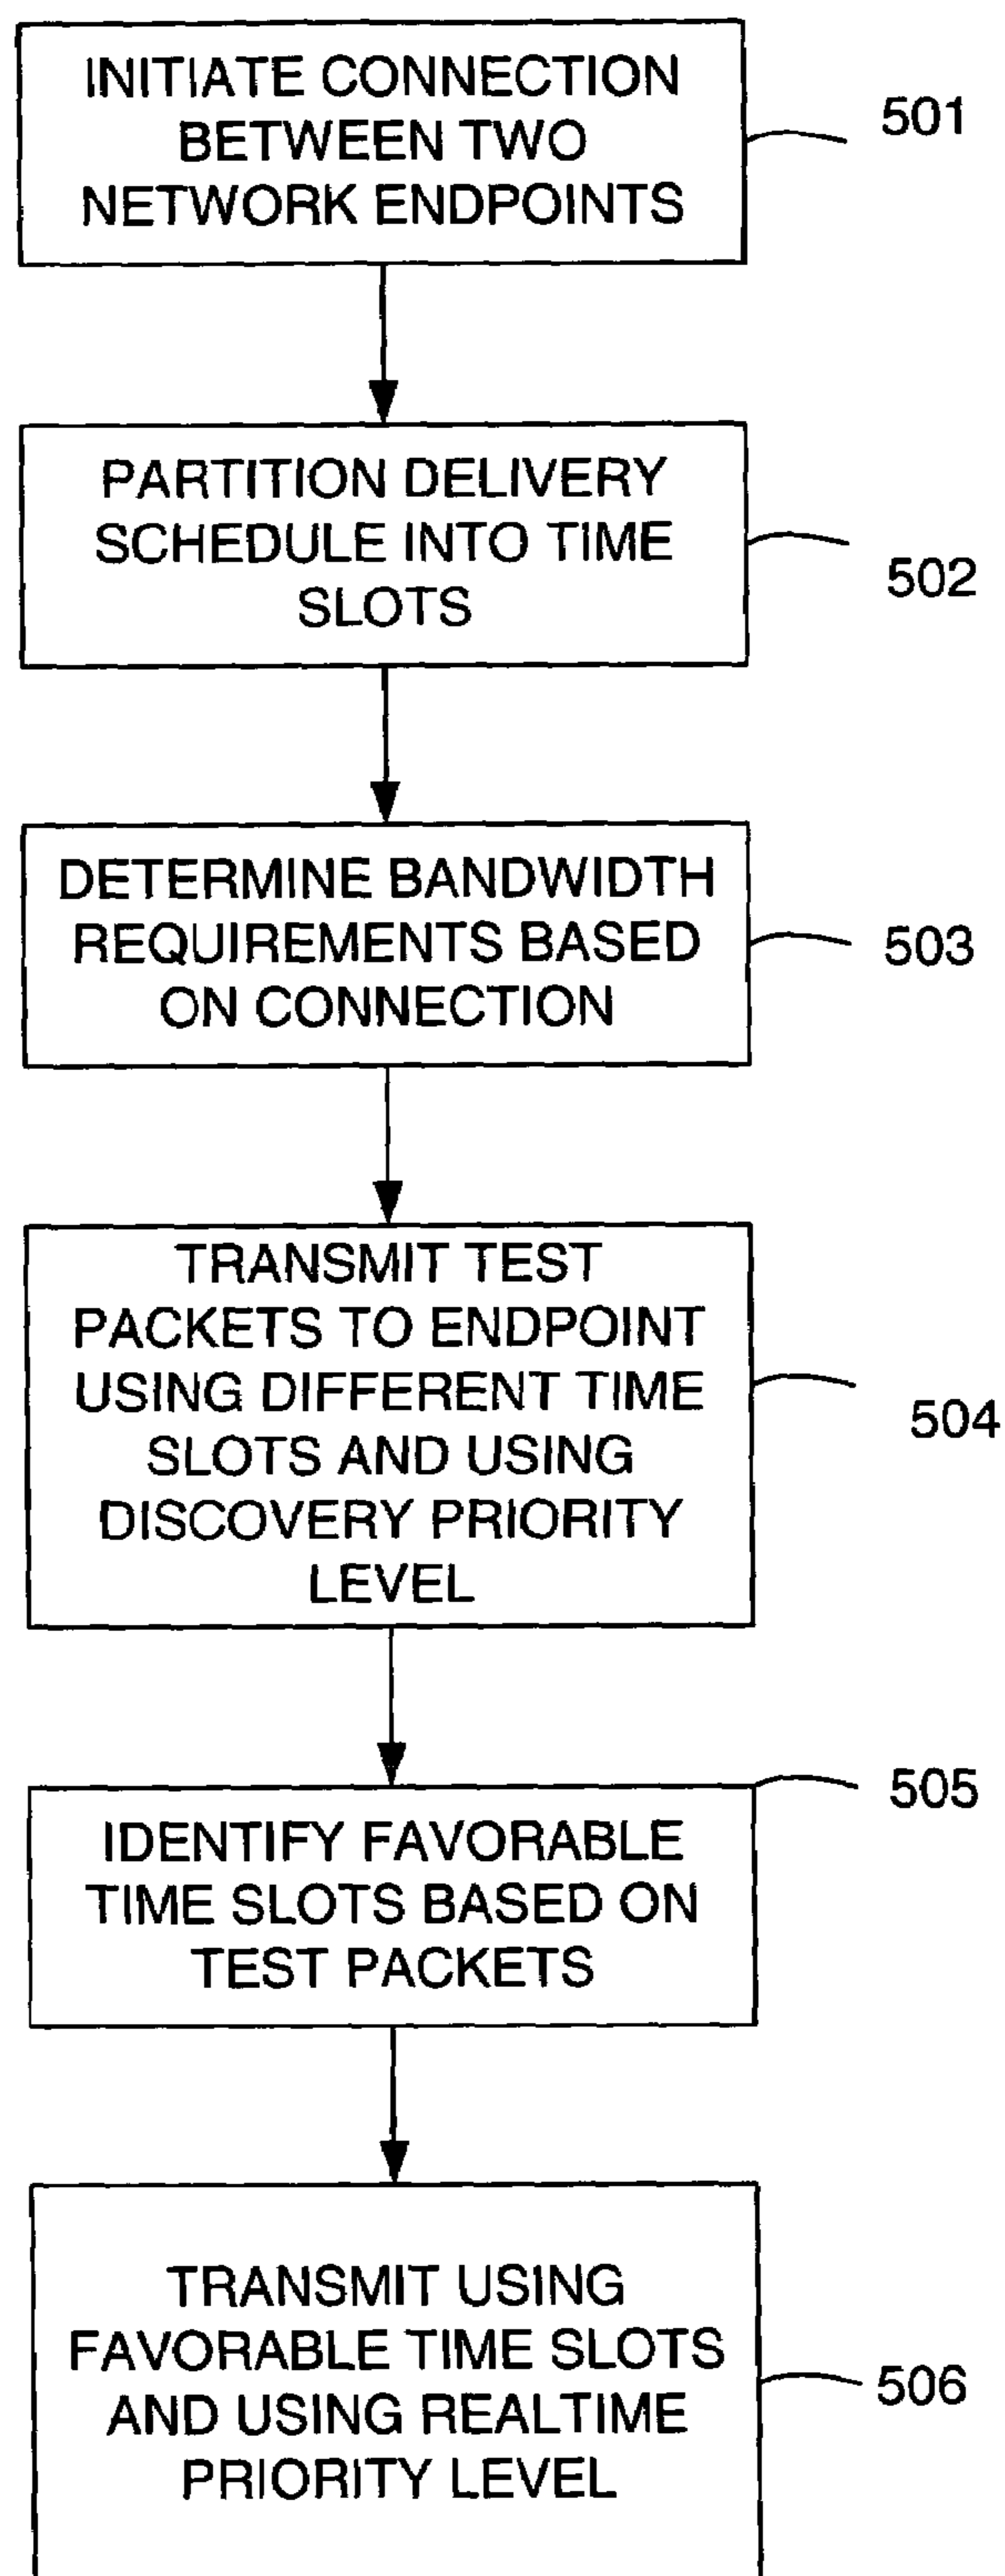 INITIATE CONNECTION
BETWEEN TWO
NETWORK ENDPOINTS
501
PARTITION DELIVERY
SCHEDULE INTO TIME
SLOTS
502
DETERMINE BANDWIDTH
REQUIREMENTS BASED
ON CONNECTION
503
TRANSMIT TEST
PACKETS TO ENDPOINT
USING DIFFERENT TIME
SLOTS AND USING
DISCOVERY PRIORITY
LEVEL
504
IDENTIFY FAVORABLE
TIME SLOTS BASED ON
TEST PACKETS
505
TRANSMIT USING
FAVORABLE TIME SLOTS
AND USING REALTIME
PRIORITY LEVEL
506